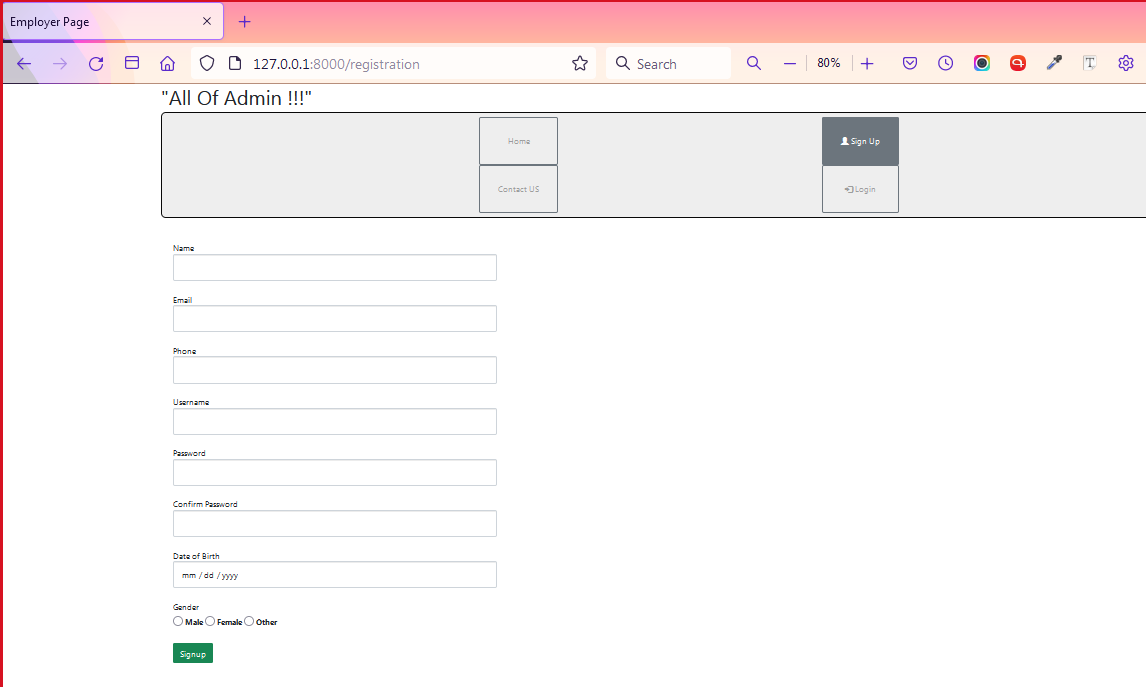 Employer Page
127.0.0.1:8000/registration
Search
80%
"All Of Admin !!!"
Home
Sign Up
Contact US
Login
Name
Email
Phone
Username
Password
Confirm Password
Date of Birth
mm / dd / yyyy
Gender
Male Female Other
Signup